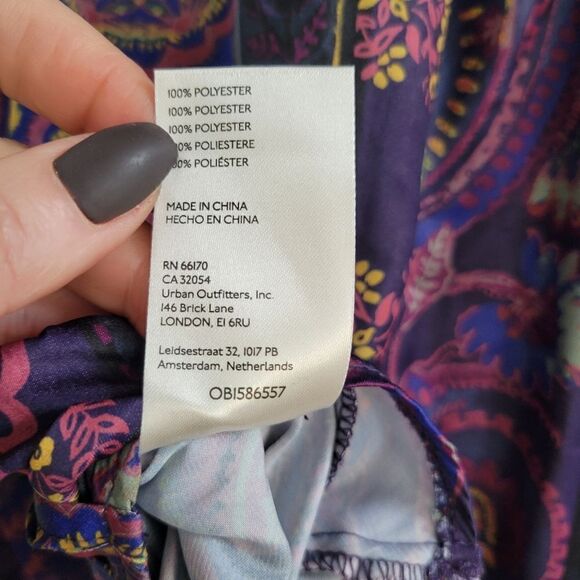 100% POLYESTER
100% POLYESTER
100% POLYESTER
0% POLIESTERE
0% POLIÉSTER
MADE IN CHINA
HECHO EN CHINA
RN 66170
CA 32054
Urban Outfitters, Inc.
146 Brick Lane
LONDON, E1 6RU
Leidsestraat 32, 1017 PB
Amsterdam, Netherlands
OB1586557